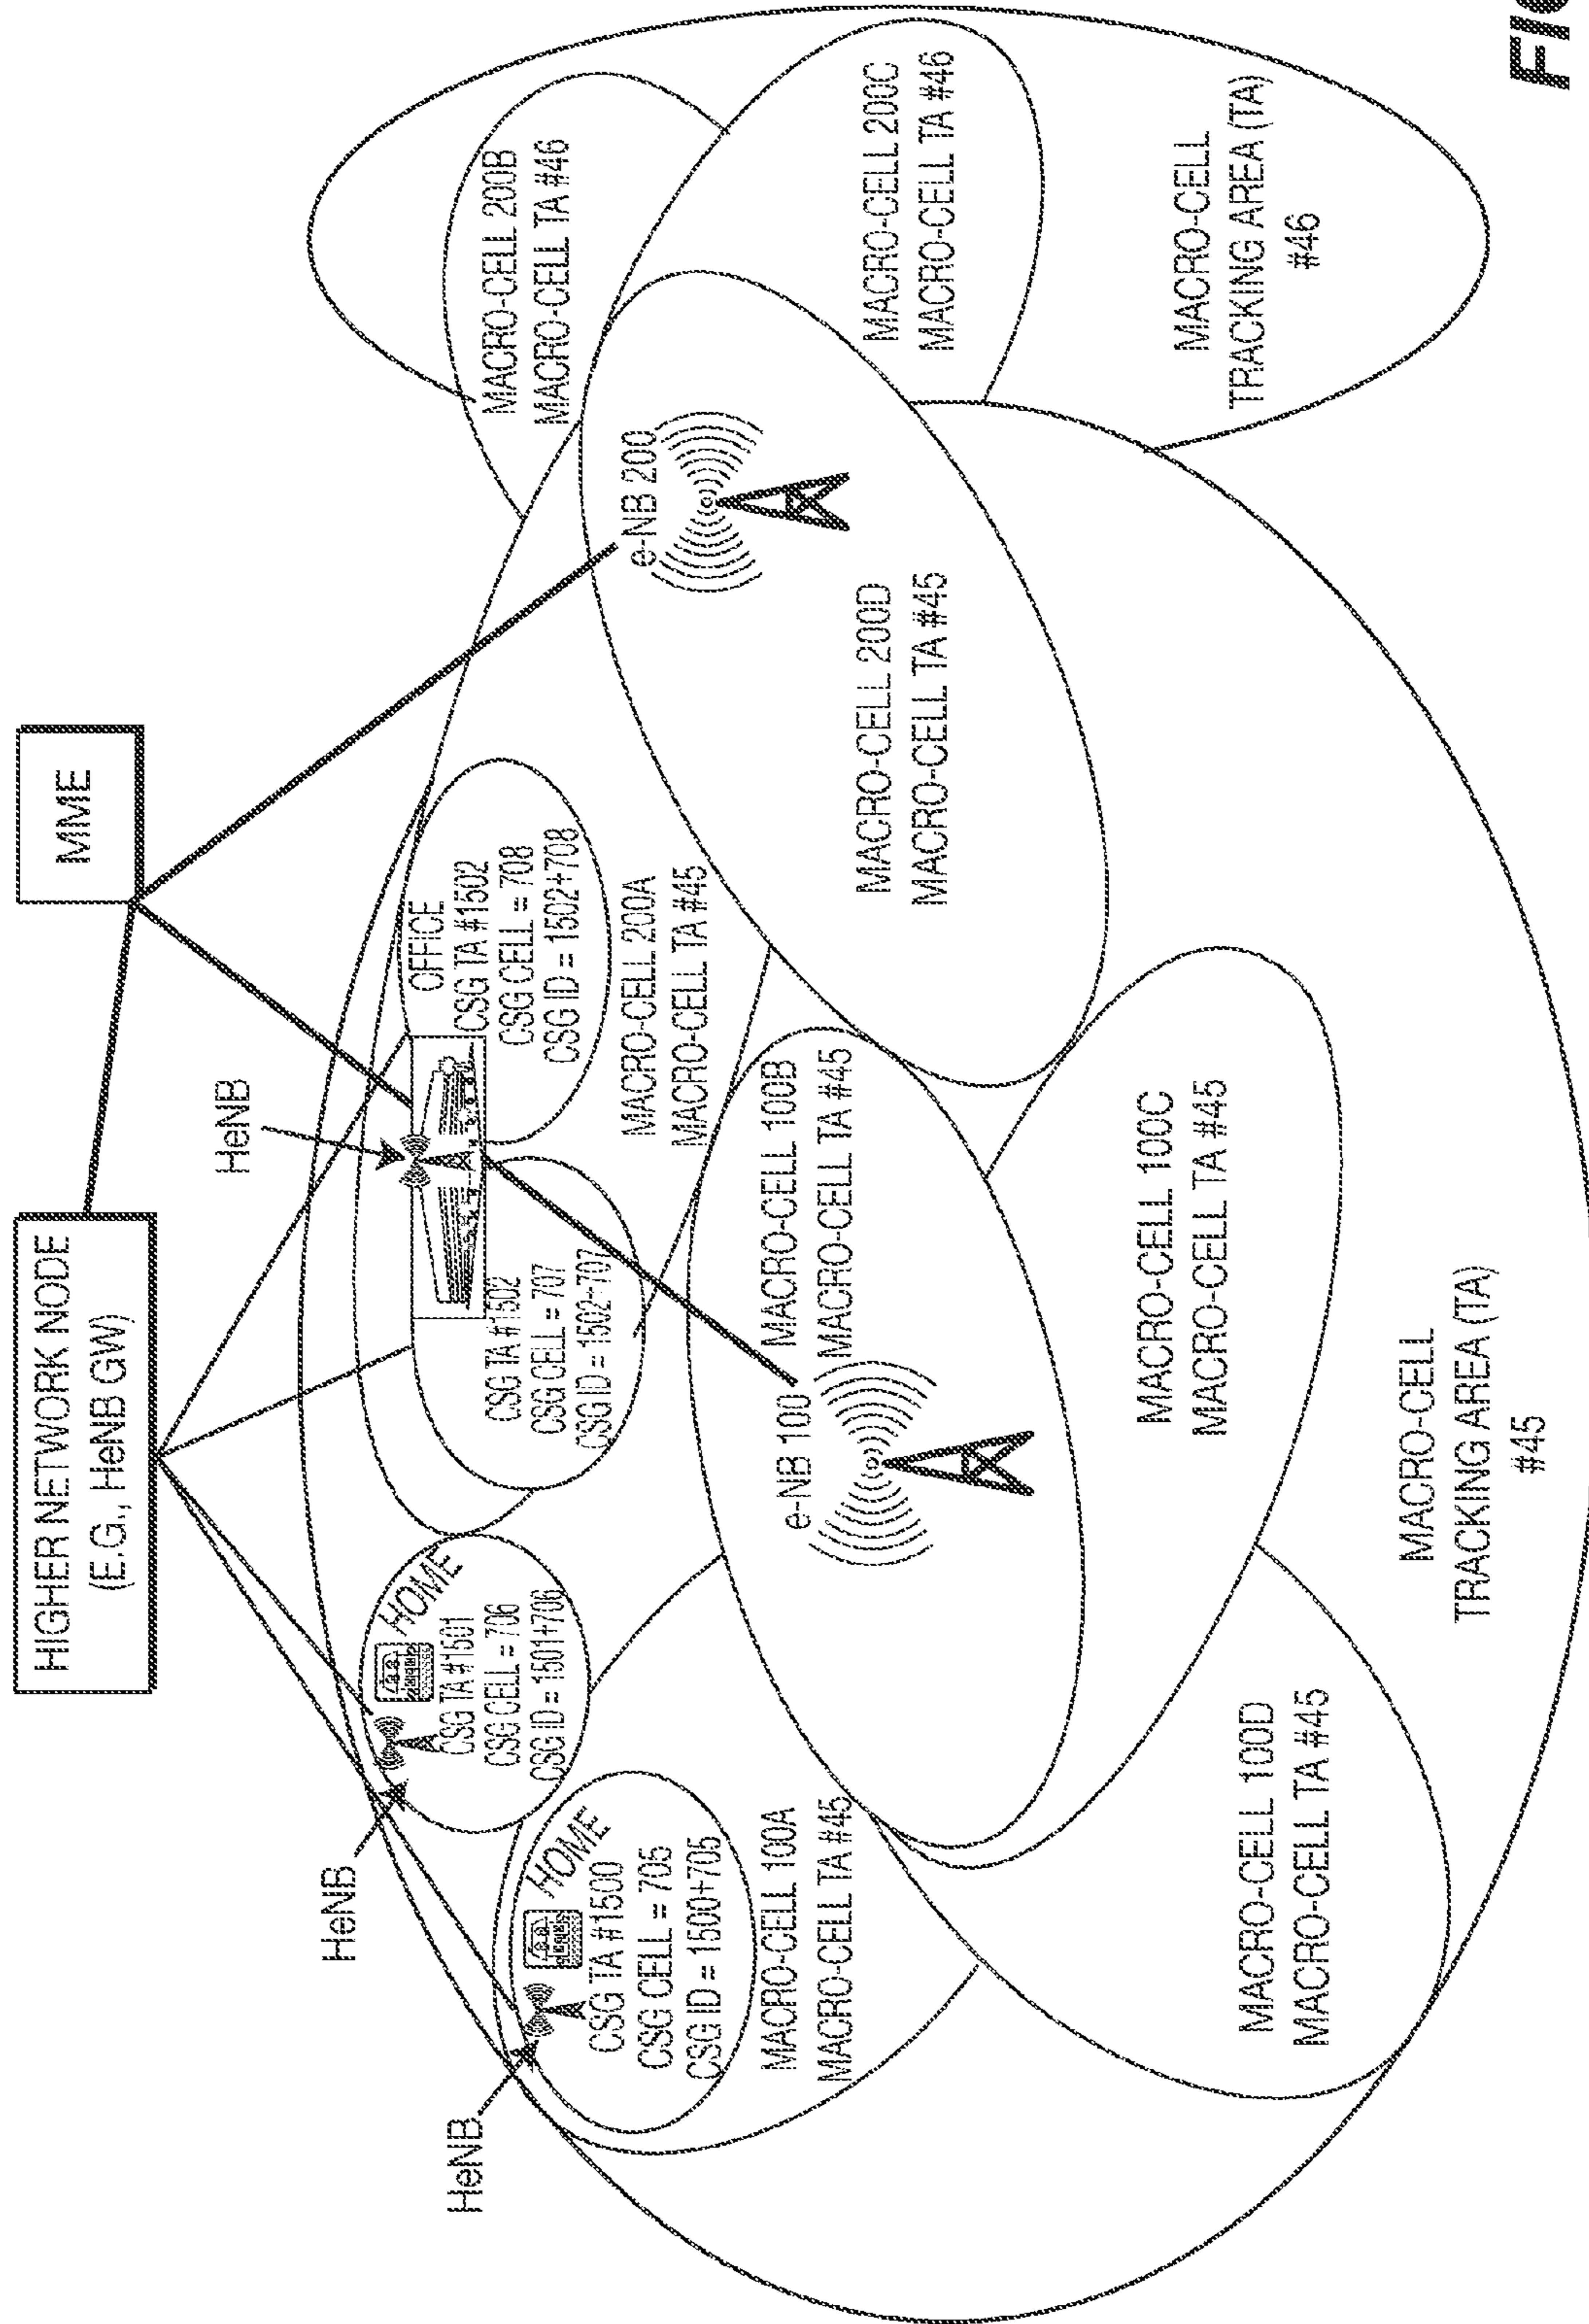 HIGHER NETWORK NODE
(E.G., HeNB GW)
MME
HeNB
HeNB
HeNB
HOME
CSG TA #1500
CSG CELL = 705
CSG ID = 1500+705
HOME
CSG TA #1501
CSG CELL = 706
CSG ID = 1501+706
CSG TA #1502
CSG CELL = 707
CSG ID = 1502+707
OFFICE
CSG TA #1502
CSG CELL = 708
CSG ID = 1502+708
MACRO-CELL 100A
MACRO-CELL TA #45
MACRO-CELL 200A
MACRO-CELL TA #45
MACRO-CELL 200B
MACRO-CELL TA #46
e-NB 100
MACRO-CELL 100B
MACRO-CELL TA #45
e-NB 200
MACRO-CELL 200D
MACRO-CELL TA #45
MACRO-CELL 200C
MACRO-CELL TA #46
MACRO-CELL 100C
MACRO-CELL TA #45
MACRO-CELL 100D
MACRO-CELL TA #45
MACRO-CELL
TRACKING AREA (TA)
#45
MACRO-CELL
TRACKING AREA (TA)
#46